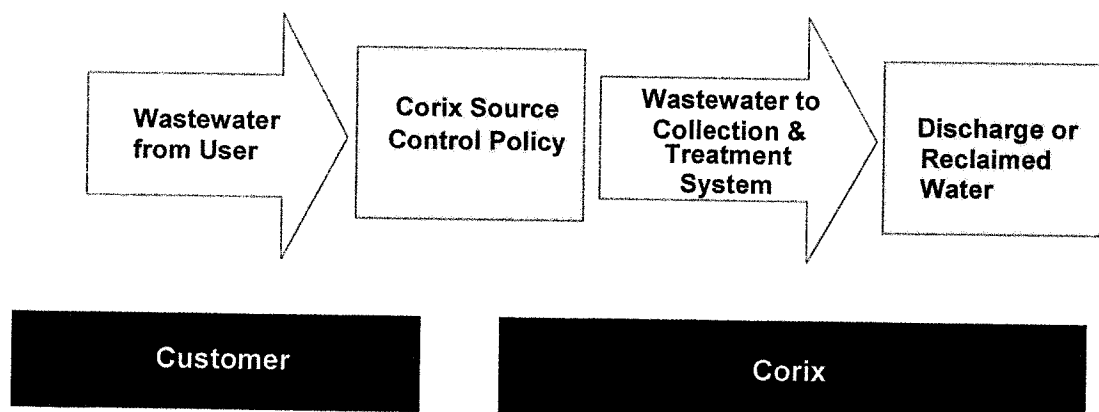 Wastewater
from User
Corix Source
Control Policy
Wastewater to
Collection &
Treatment
System
Discharge or
Reclaimed
Water
Customer
Corix